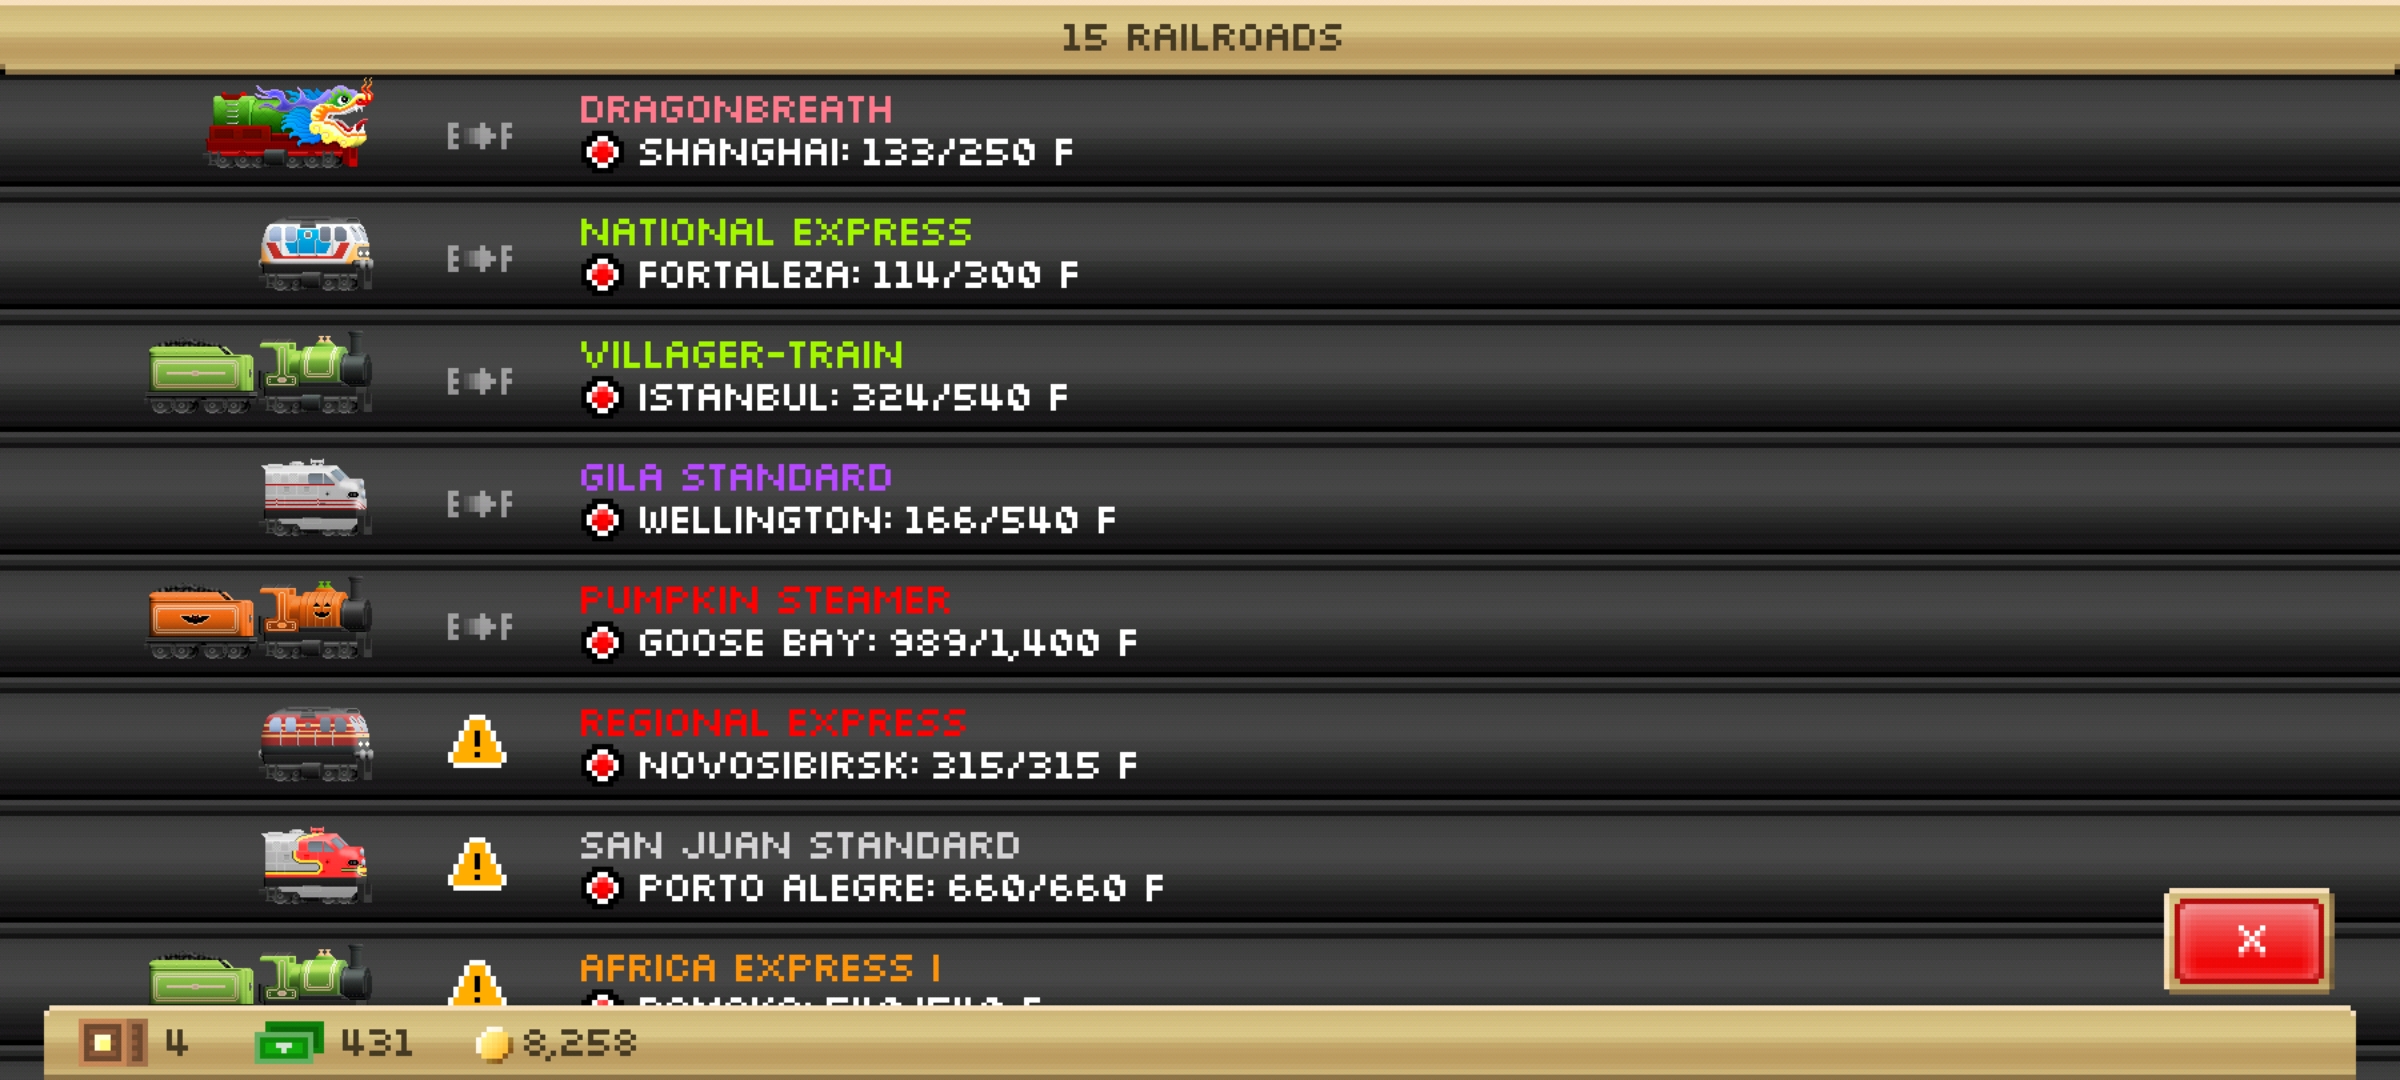 15 RAILROADS
E F
DRAGONBREATH
SHANGHAI: 133/250 F
E F
NATIONAL EXPRESS
FORTALEZA: 114/300 F
E F
VILLAGER-TRAIN
ISTANBUL: 324/540 F
E F
GILA STANDARD
WELLINGTON: 166/540 F
E F
PUMPKIN STEAMER
GOOSE BAY: 989/1,400 F
REGIONAL EXPRESS
NOVOSIBIRSK: 315/315 F
SAN JUAN STANDARD
PORTO ALEGRE: 660/660 F
AFRICA EXPRESS I
X
4 431 8,258